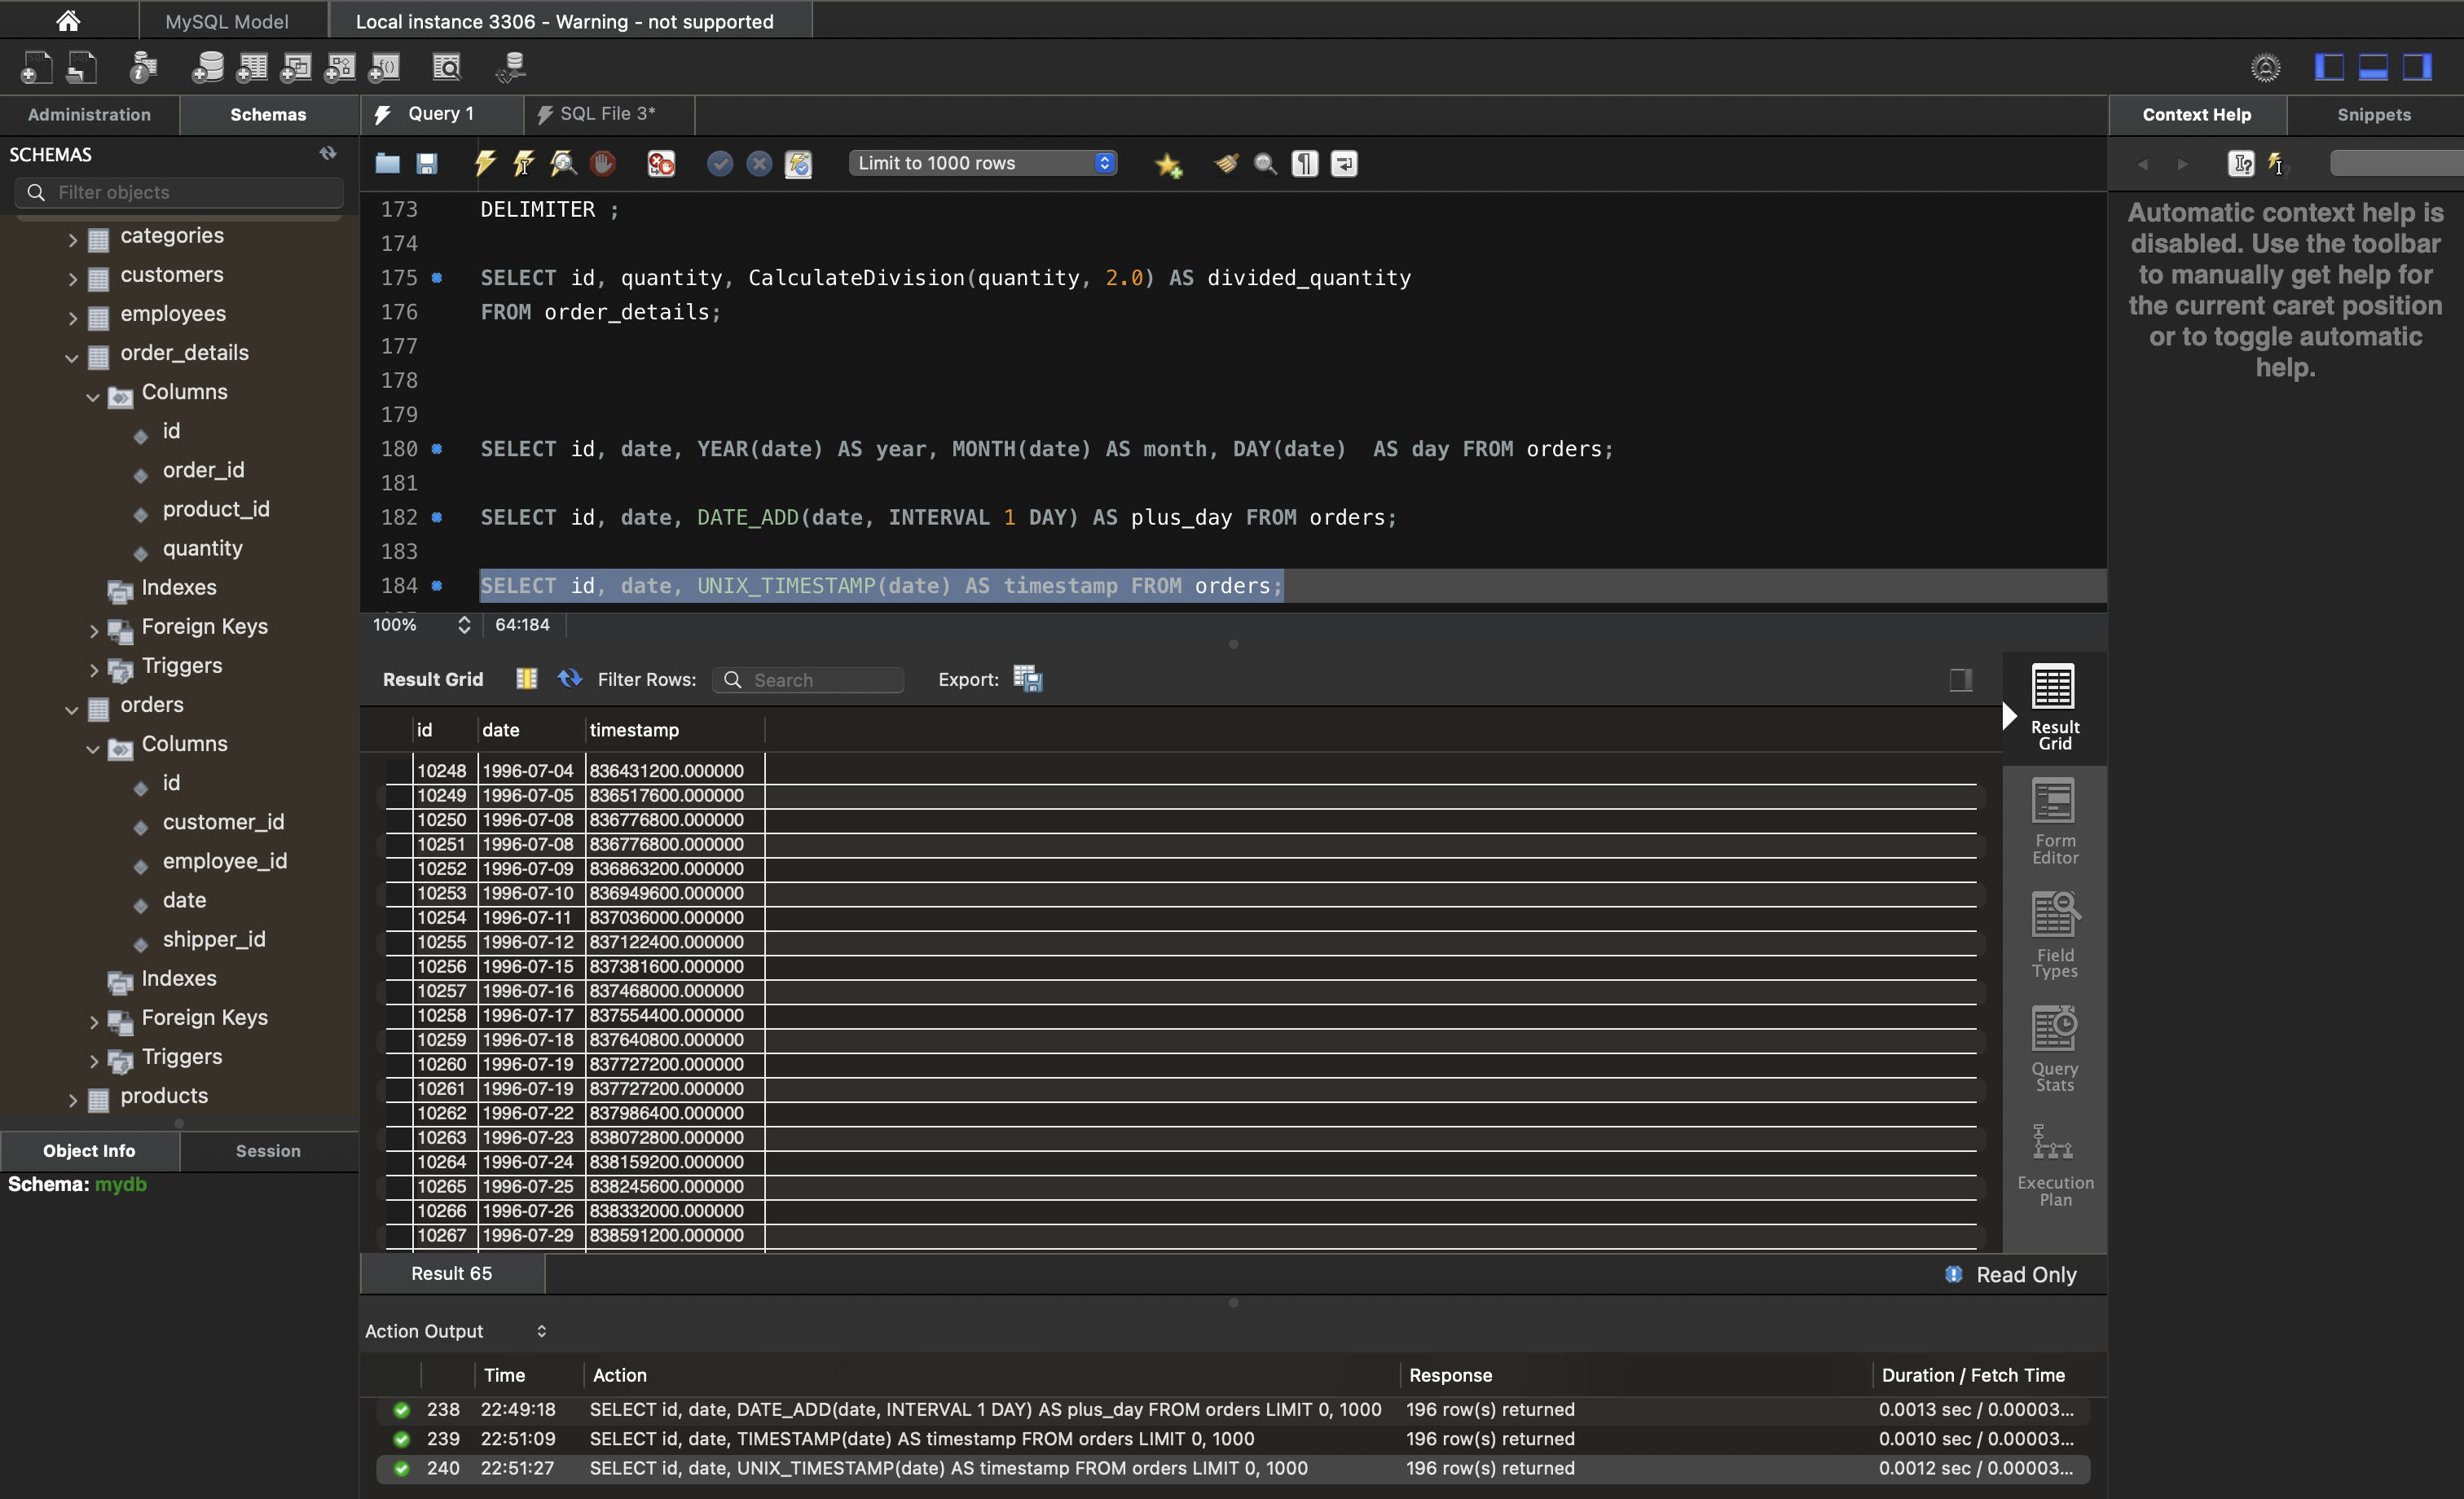 MySQL Model
Local instance 3306 - Warning - not supported
Administration
Schemas
Query 1
SQL File 3*
Context Help
Snippets
SCHEMAS
Filter objects
Limit to 1000 rows
categories
customers
employees
order_details
Columns
id
order_id
product_id
quantity
Indexes
Foreign Keys
Triggers
orders
Columns
id
customer_id
employee_id
date
shipper_id
Indexes
Foreign Keys
Triggers
products
Object Info
Session
Schema: mydb
173 DELIMITER ;
174
175 SELECT id, quantity, CalculateDivision(quantity, 2.0) AS divided_quantity
176 FROM order_details;
177
178
179
180 SELECT id, date, YEAR(date) AS year, MONTH(date) AS month, DAY(date)  AS day FROM orders;
181
182 SELECT id, date, DATE_ADD(date, INTERVAL 1 DAY) AS plus_day FROM orders;
183
184 SELECT id, date, UNIX_TIMESTAMP(date) AS timestamp FROM orders;
100% 64:184
Automatic context help is
disabled. Use the toolbar
to manually get help for
the current caret position
or to toggle automatic
help.
Result Grid Filter Rows: Search Export:
id date timestamp
10248 1996-07-04 836431200.000000
10249 1996-07-05 836517600.000000
10250 1996-07-08 836776800.000000
10251 1996-07-08 836776800.000000
10252 1996-07-09 836863200.000000
10253 1996-07-10 836949600.000000
10254 1996-07-11 837036000.000000
10255 1996-07-12 837122400.000000
10256 1996-07-15 837381600.000000
10257 1996-07-16 837468000.000000
10258 1996-07-17 837554400.000000
10259 1996-07-18 837640800.000000
10260 1996-07-19 837727200.000000
10261 1996-07-19 837727200.000000
10262 1996-07-22 837986400.000000
10263 1996-07-23 838072800.000000
10264 1996-07-24 838159200.000000
10265 1996-07-25 838245600.000000
10266 1996-07-26 838332000.000000
10267 1996-07-29 838591200.000000
Result
Grid
Form
Editor
Field
Types
Query
Stats
Execution
Plan
Result 65
Read Only
Action Output
Time Action Response Duration / Fetch Time
238 22:49:18 SELECT id, date, DATE_ADD(date, INTERVAL 1 DAY) AS plus_day FROM orders LIMIT 0, 1000 196 row(s) returned 0.0013 sec / 0.00003...
239 22:51:09 SELECT id, date, TIMESTAMP(date) AS timestamp FROM orders LIMIT 0, 1000 196 row(s) returned 0.0010 sec / 0.00003...
240 22:51:27 SELECT id, date, UNIX_TIMESTAMP(date) AS timestamp FROM orders LIMIT 0, 1000 196 row(s) returned 0.0012 sec / 0.00003...